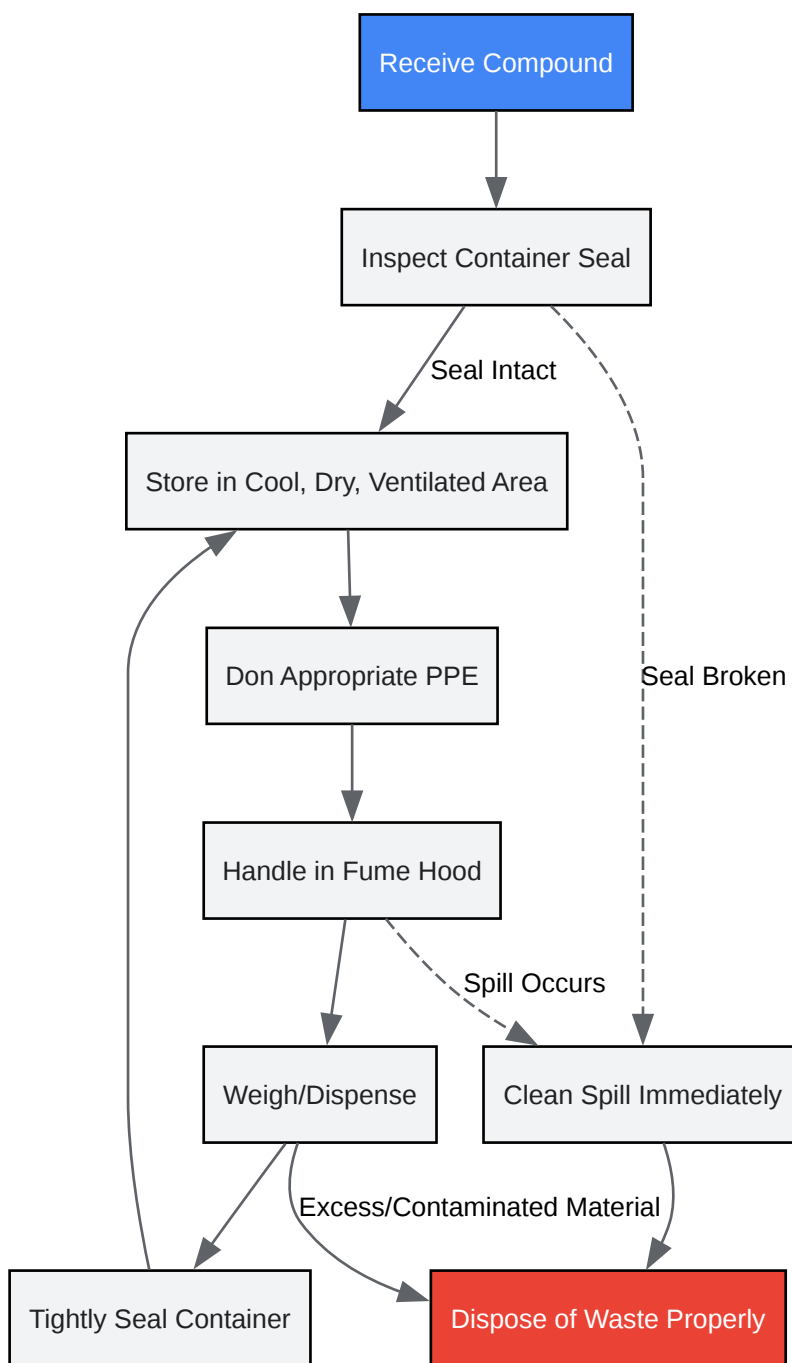 Receive Compound
Inspect Container Seal
Seal Intact
Store in Cool, Dry, Ventilated Area
Don Appropriate PPE
Seal Broken
Handle in Fume Hood
Spill Occurs
Weigh/Dispense
Clean Spill Immediately
Excess/Contaminated Material
Tightly Seal Container
Dispose of Waste Properly